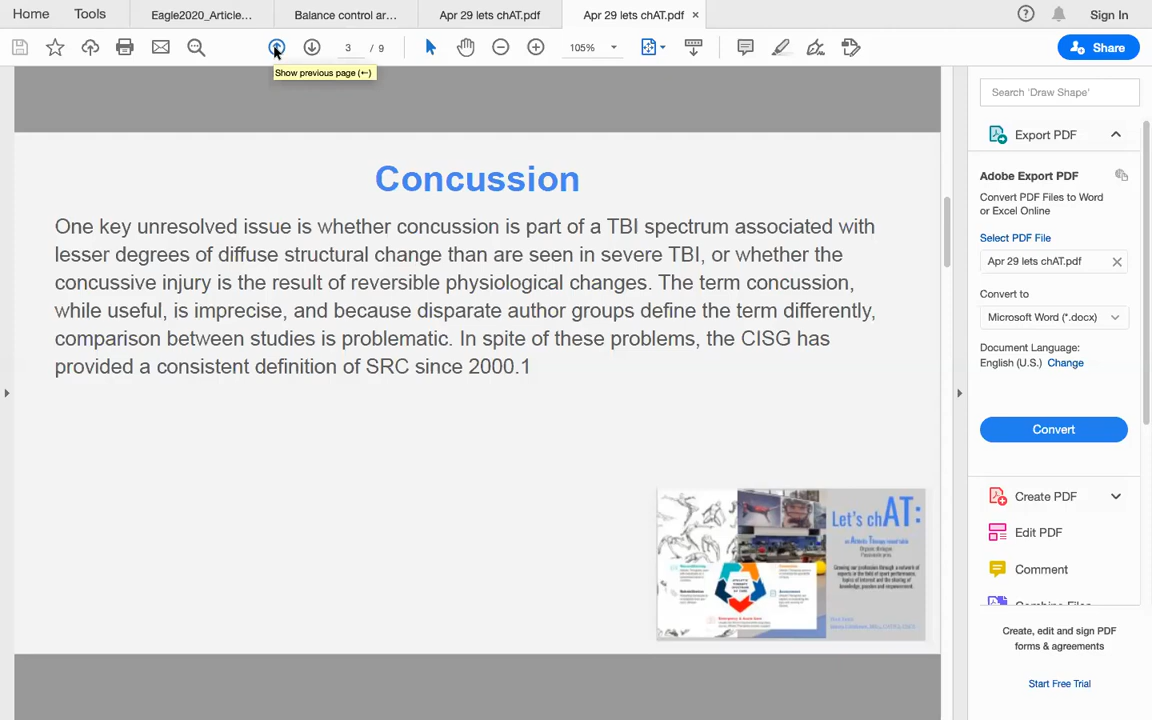 Home
Tools
Eagle2020_Article...
Balance control ar...
Apr 29 lets chAT.pdf
Apr 29 lets chAT.pdf ×
Sign In
3 / 9
105%
Share
Show previous page (←)
Concussion
One key unresolved issue is whether concussion is part of a TBI spectrum associated with
lesser degrees of diffuse structural change than are seen in severe TBI, or whether the
concussive injury is the result of reversible physiological changes. The term concussion,
while useful, is imprecise, and because disparate author groups define the term differently,
comparison between studies is problematic. In spite of these problems, the CISG has
provided a consistent definition of SRC since 2000.1
Let's chAT:
an Athletic Therapy round table
Search 'Draw Shape'
Export PDF
Adobe Export PDF
Convert PDF Files to Word
or Excel Online
Select PDF File
Apr 29 lets chAT.pdf
Convert to
Microsoft Word (*.docx)
Document Language:
English (U.S.) Change
Convert
Create PDF
Edit PDF
Comment
Combine Files
Create, edit and sign PDF
forms & agreements
Start Free Trial